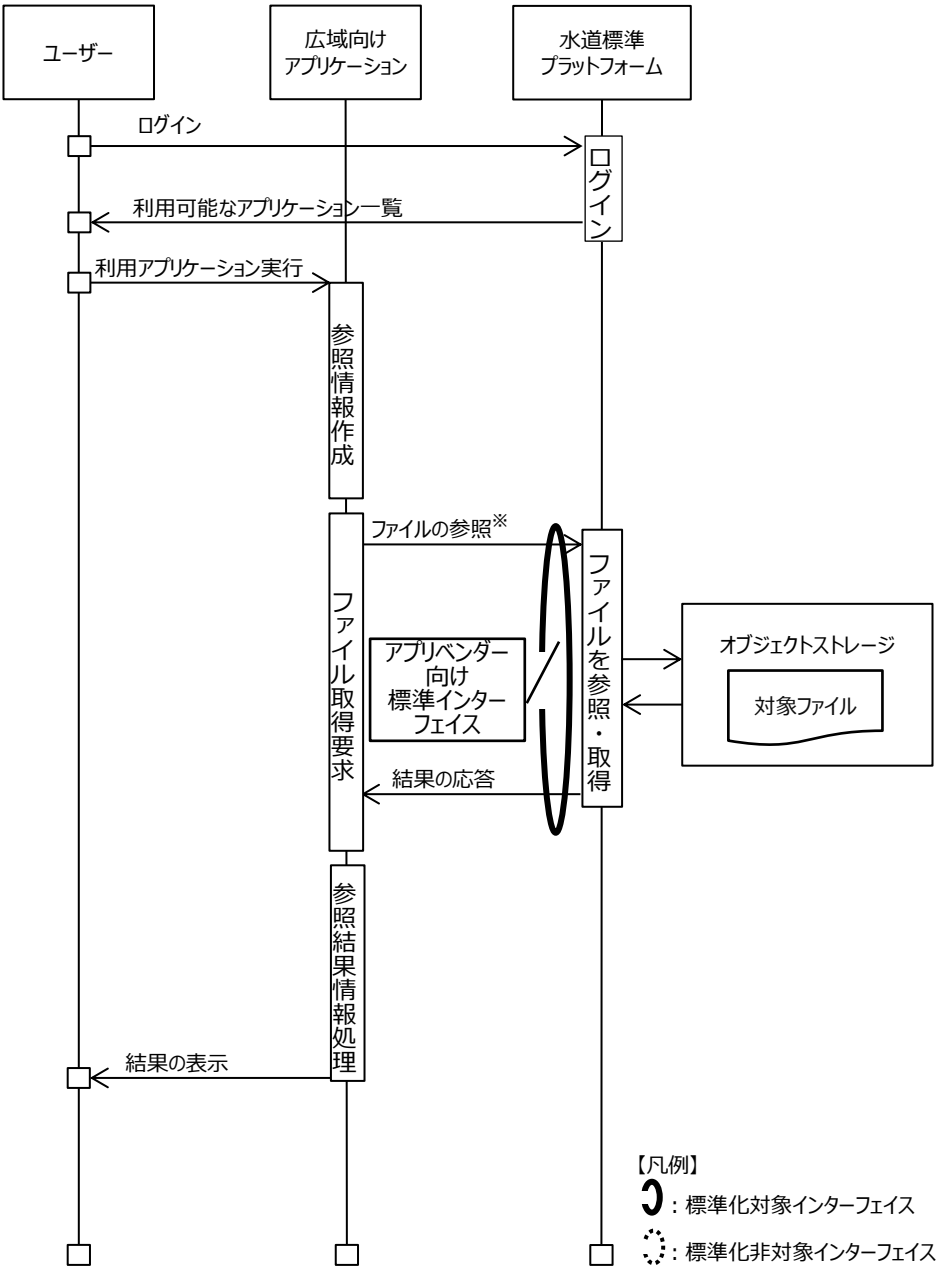 ユーザー
広域向け
アプリケーション
水道標準
プラットフォーム
ログイン
ログイン
利用可能なアプリケーション一覧
利用アプリケーション実行
参照情報作成
ファイルの参照※
ファイル取得要求
ファイルを参照・取得
アプリベンダー
向け
標準インター
フェイス
オブジェクトストレージ
対象ファイル
結果の応答
参照結果情報処理
結果の表示
【凡例】
：標準化対象インターフェイス
：標準化非対象インターフェイス